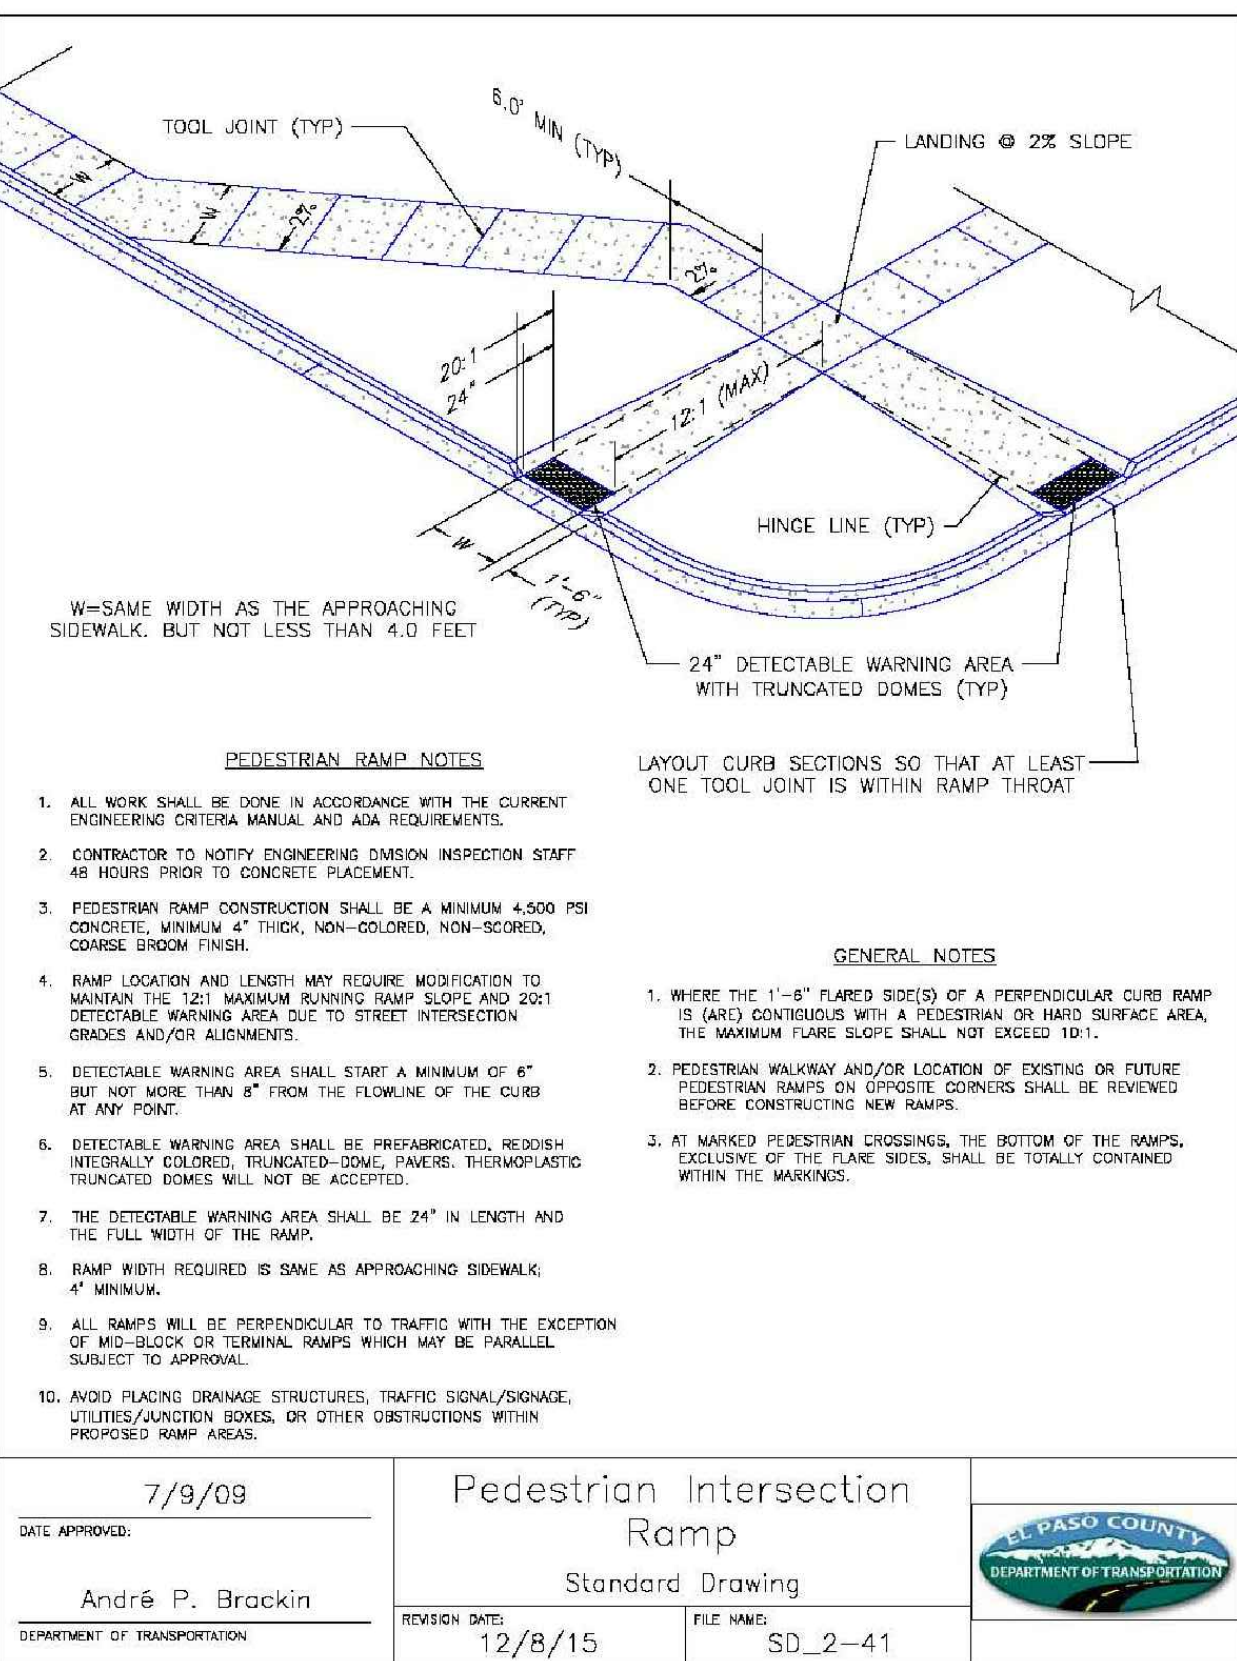 6.0' MIN (TYP)
TOOL JOINT (TYP)
LANDING @ 2% SLOPE
W
W
2%
2%
20:1
24"
12:1 (MAX)
HINGE LINE (TYP)
W
1'-6"
(TYP)
W=SAME WIDTH AS THE APPROACHING
SIDEWALK. BUT NOT LESS THAN 4.0 FEET
24" DETECTABLE WARNING AREA
WITH TRUNCATED DOMES (TYP)
LAYOUT CURB SECTIONS SO THAT AT LEAST
ONE TOOL JOINT IS WITHIN RAMP THROAT
PEDESTRIAN RAMP NOTES
1. ALL WORK SHALL BE DONE IN ACCORDANCE WITH THE CURRENT
ENGINEERING CRITERIA MANUAL AND ADA REQUIREMENTS.
2. CONTRACTOR TO NOTIFY ENGINEERING DIVISION INSPECTION STAFF
48 HOURS PRIOR TO CONCRETE PLACEMENT.
3. PEDESTRIAN RAMP CONSTRUCTION SHALL BE A MINIMUM 4,500 PSI
CONCRETE, MINIMUM 4" THICK, NON-COLORED, NON-SCORED,
COARSE BROOM FINISH.
4. RAMP LOCATION AND LENGTH MAY REQUIRE MODIFICATION TO
MAINTAIN THE 12:1 MAXIMUM RUNNING RAMP SLOPE AND 20:1
DETECTABLE WARNING AREA DUE TO STREET INTERSECTION
GRADES AND/OR ALIGNMENTS.
5. DETECTABLE WARNING AREA SHALL START A MINIMUM OF 6"
BUT NOT MORE THAN 8" FROM THE FLOWLINE OF THE CURB
AT ANY POINT.
6. DETECTABLE WARNING AREA SHALL BE PREFABRICATED, REDDISH
INTEGRALLY COLORED, TRUNCATED-DOME, PAVERS. THERMOPLASTIC
TRUNCATED DOMES WILL NOT BE ACCEPTED.
7. THE DETECTABLE WARNING AREA SHALL BE 24" IN LENGTH AND
THE FULL WIDTH OF THE RAMP.
8. RAMP WIDTH REQUIRED IS SAME AS APPROACHING SIDEWALK;
4' MINIMUM.
9. ALL RAMPS WILL BE PERPENDICULAR TO TRAFFIC WITH THE EXCEPTION
OF MID-BLOCK OR TERMINAL RAMPS WHICH MAY BE PARALLEL
SUBJECT TO APPROVAL.
10. AVOID PLACING DRAINAGE STRUCTURES, TRAFFIC SIGNAL/SIGNAGE,
UTILITIES/JUNCTION BOXES, OR OTHER OBSTRUCTIONS WITHIN
PROPOSED RAMP AREAS.
GENERAL NOTES
1. WHERE THE 1'-6" FLARED SIDE(S) OF A PERPENDICULAR CURB RAMP
IS (ARE) CONTIGUOUS WITH A PEDESTRIAN OR HARD SURFACE AREA,
THE MAXIMUM FLARE SLOPE SHALL NOT EXCEED 10:1.
2. PEDESTRIAN WALKWAY AND/OR LOCATION OF EXISTING OR FUTURE
PEDESTRIAN RAMPS ON OPPOSITE CORNERS SHALL BE REVIEWED
BEFORE CONSTRUCTING NEW RAMPS.
3. AT MARKED PEDESTRIAN CROSSINGS, THE BOTTOM OF THE RAMPS,
EXCLUSIVE OF THE FLARE SIDES, SHALL BE TOTALLY CONTAINED
WITHIN THE MARKINGS.
7/9/09
DATE APPROVED:
André P. Brackin
DEPARTMENT OF TRANSPORTATION
Pedestrian Intersection
Ramp
Standard Drawing
REVISION DATE:
12/8/15
FILE NAME:
SD_2-41
EL PASO COUNTY
DEPARTMENT OF TRANSPORTATION